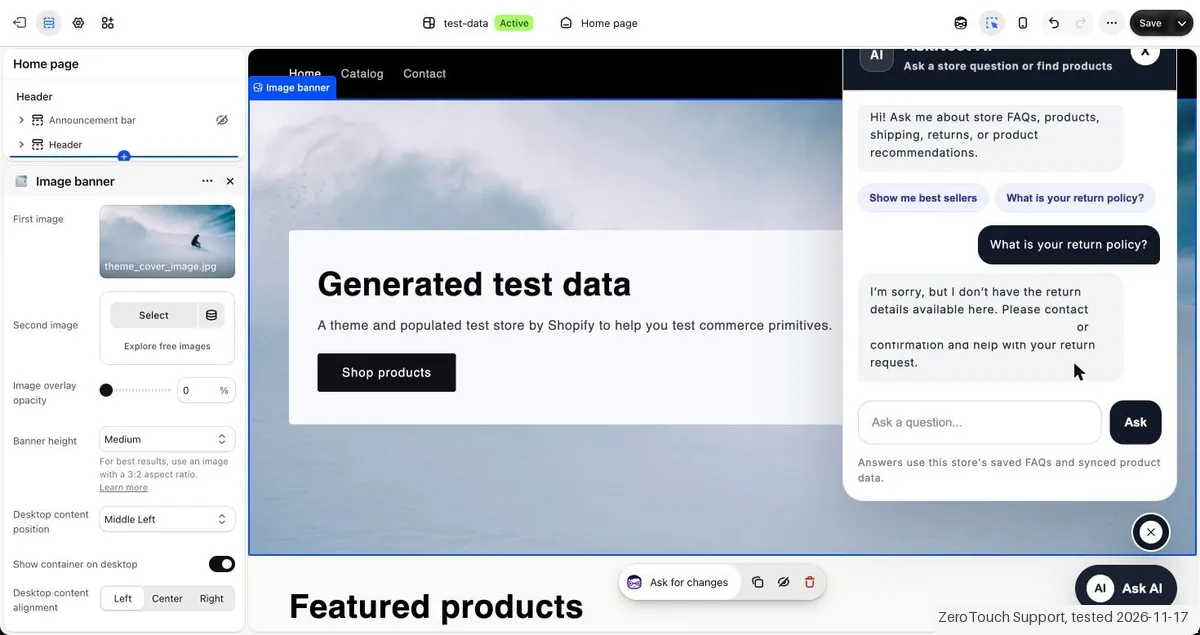 test-data
Active
Home page
Save
Home page
Header
Announcement bar
Header
Image banner
First image
theme_cover_image.jpg
Second image
Select
Explore free images
Image overlay
opacity
0
%
Banner height
Medium
For best results, use an image
with a 3:2 aspect ratio.
Learn more
Desktop content
position
Middle Left
Show container on desktop
Desktop content
alignment
Left
Center
Right
Home
Catalog
Contact
Image banner
Generated test data
A theme and populated test store by Shopify to help you test commerce primitives.
Shop products
Featured products
Ask for changes
AI
Ask a store question or find products
X
Hi! Ask me about store FAQs, products,
shipping, returns, or product
recommendations.
Show me best sellers
What is your return policy?
What is your return policy?
I'm sorry, but I don't have the return
details available here. Please contact
or
confirmation and help with your return
request.
Ask a question...
Ask
Answers use this store's saved FAQs and synced product
data.
AI
Ask AI
ZeroTouch Support, tested 2026-11-17